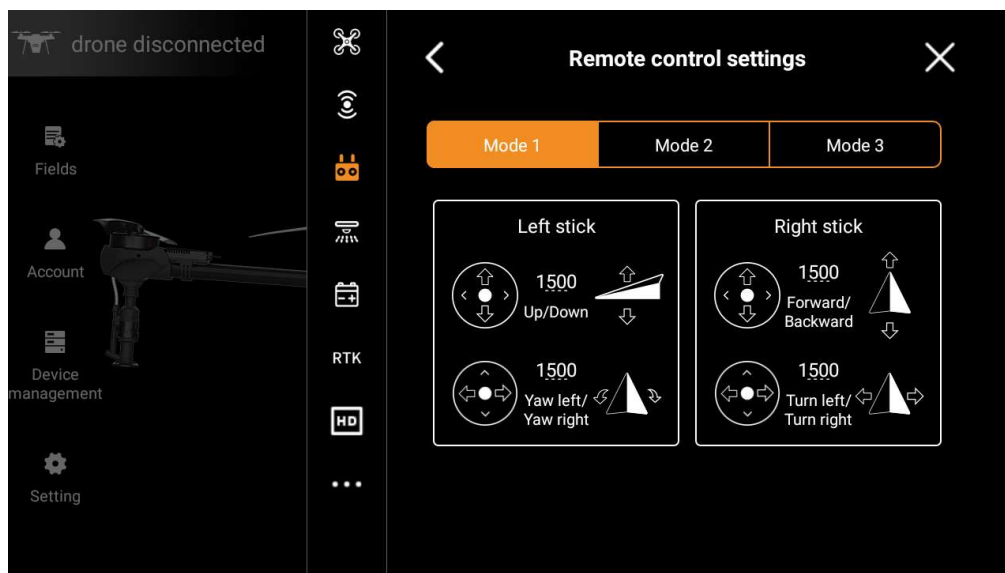 drone disconnected
Fields
Account
Device
management
Setting
RTK
HD
Remote control settings
Mode 1
Mode 2
Mode 3
Left stick
1500
Up/Down
1500
Yaw left/
Yaw right
Right stick
1500
Forward/
Backward
1500
Turn left/
Turn right